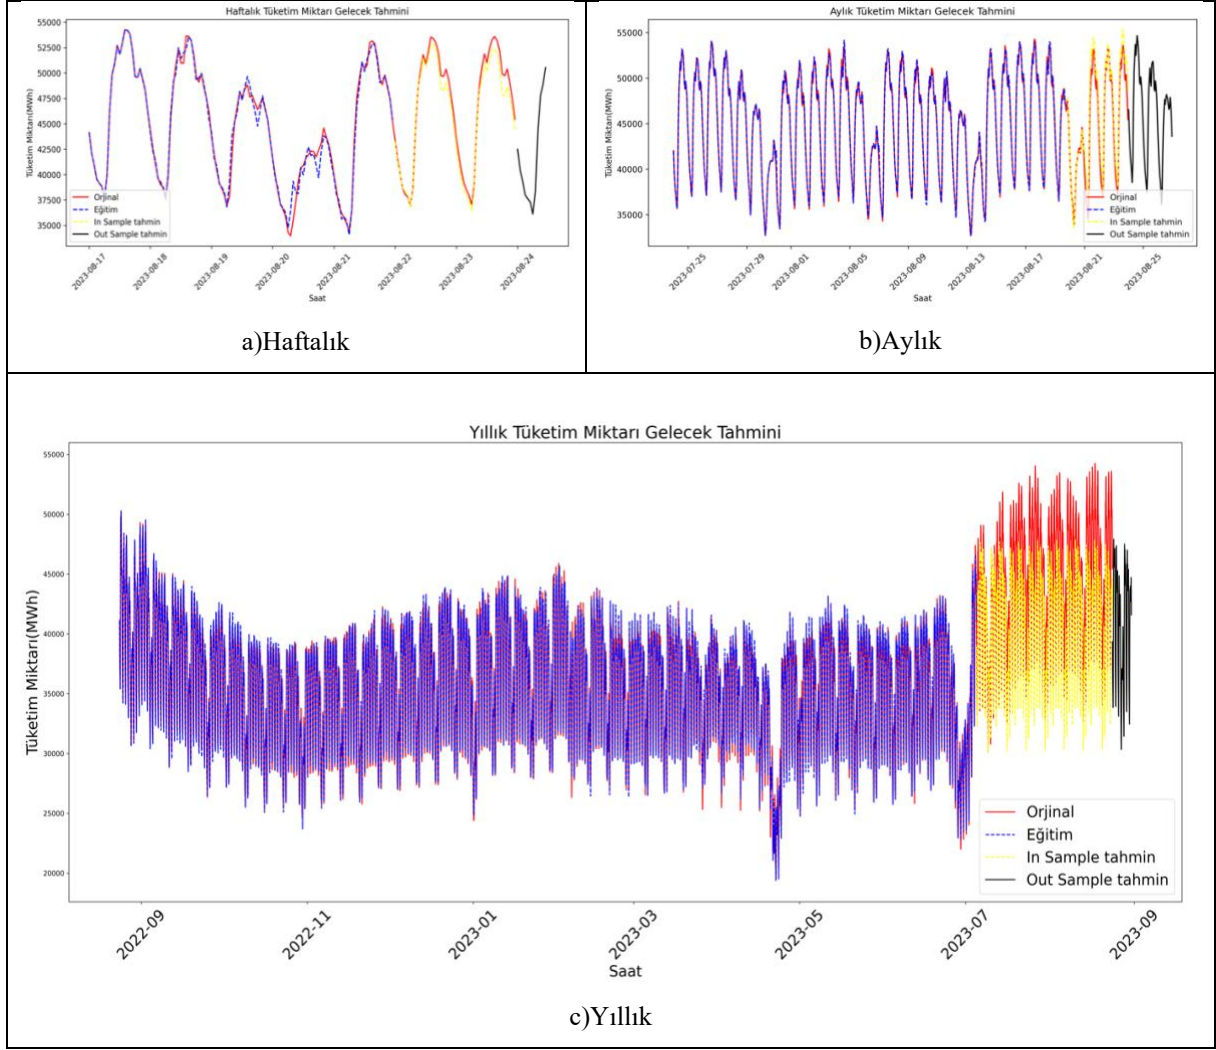 Haftalık Tüketim Miktarı Gelecek Tahmini
Tüketim Miktarı(MWh)
55000
52500
50000
47500
45000
42500
40000
37500
35000
Orjinal
Eğitim
In Sample tahmin
Out Sample tahmin
2023-08-17
2023-08-18
2023-08-19
2023-08-20
2023-08-21
2023-08-22
2023-08-23
2023-08-24
Saat
a)Haftalık
Aylık Tüketim Miktarı Gelecek Tahmini
Tüketim Miktarı(MWh)
55000
50000
45000
40000
35000
Orjinal
Eğitim
In Sample tahmin
Out Sample tahmin
2023-07-25
2023-07-29
2023-08-01
2023-08-05
2023-08-09
2023-08-13
2023-08-17
2023-08-21
2023-08-25
Saat
b)Aylık
Yıllık Tüketim Miktarı Gelecek Tahmini
Tüketim Miktarı(MWh)
55000
50000
45000
40000
35000
30000
25000
20000
Orjinal
Eğitim
In Sample tahmin
Out Sample tahmin
2022-09
2022-11
2023-01
2023-03
2023-05
2023-07
2023-09
Saat
c)Yıllık